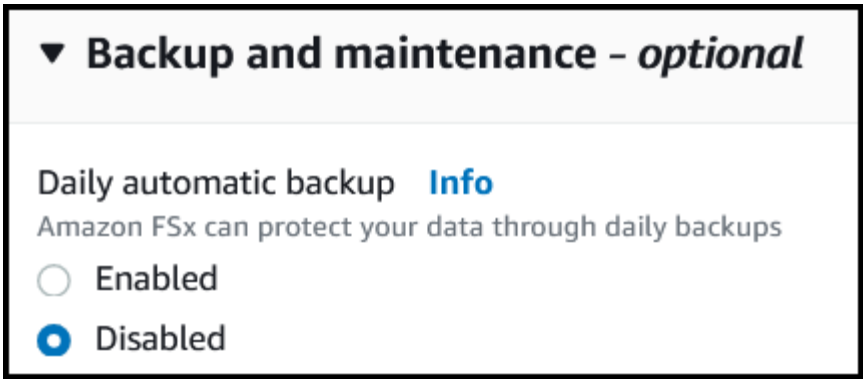 Backup and maintenance - optional
Daily automatic backup Info
Amazon FSx can protect your data through daily backups
Enabled
Disabled